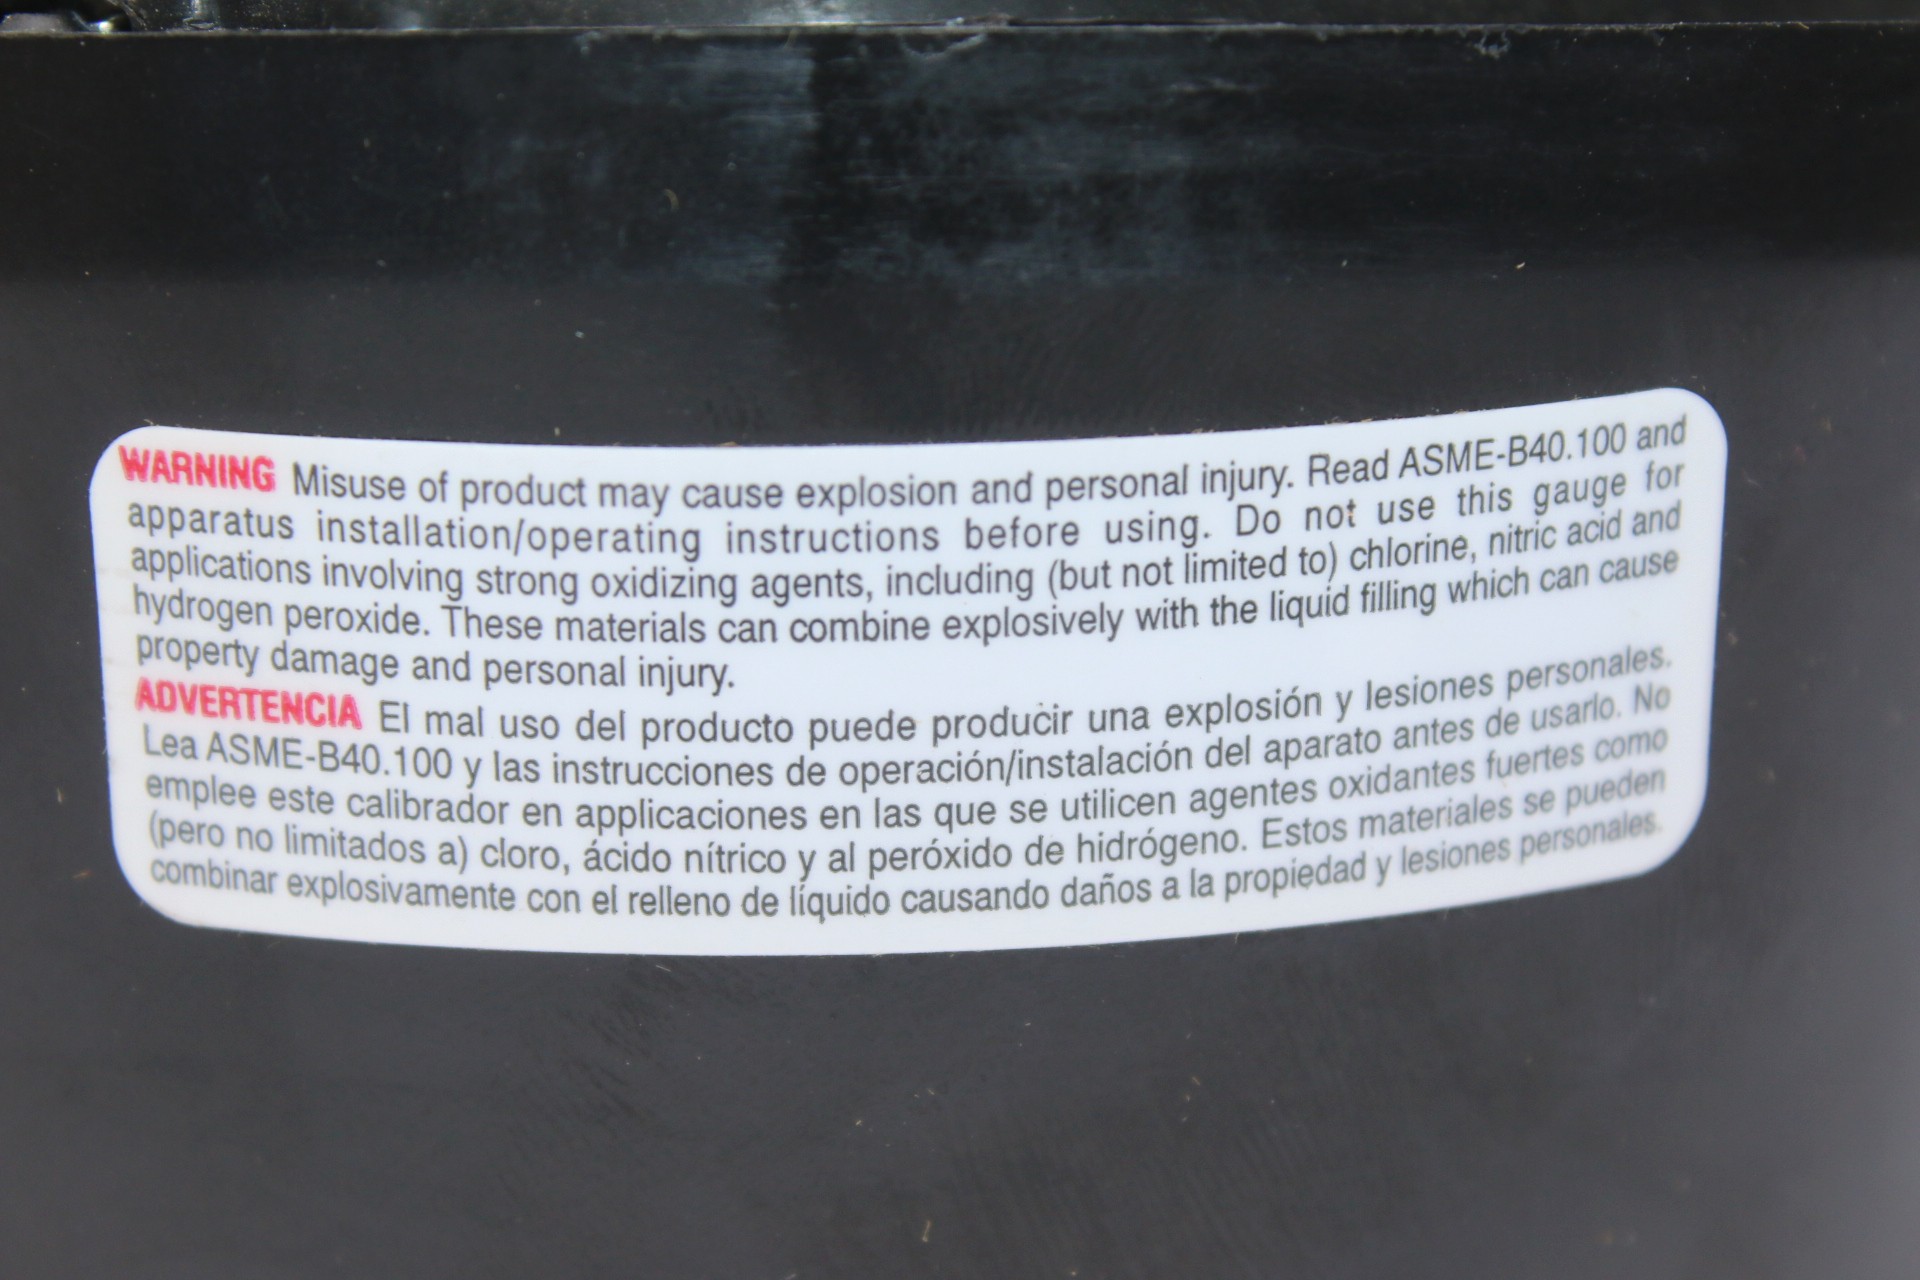 WARNING Misuse of product may cause explosion and personal injury. Read ASME-B40.100 and
apparatus installation/operating instructions before using. Do not use this gauge for
applications involving strong oxidizing agents, including (but not limited to) chlorine, nitric acid and
hydrogen peroxide. These materials can combine explosively with the liquid filling which can cause
property damage and personal injury.
ADVERTENCIA El mal uso del producto puede producir una explosión y lesiones personales.
Lea ASME-B40.100 y las instrucciones de operación/instalación del aparato antes de usarlo. No
emplee este calibrador en applicaciones en las que se utilicen agentes oxidantes fuertes como
(pero no limitados a) cloro, ácido nítrico y al peróxido de hidrógeno. Estos materiales se pueden
combinar explosivamente con el relleno de líquido causando daños a la propiedad y lesiones personales.